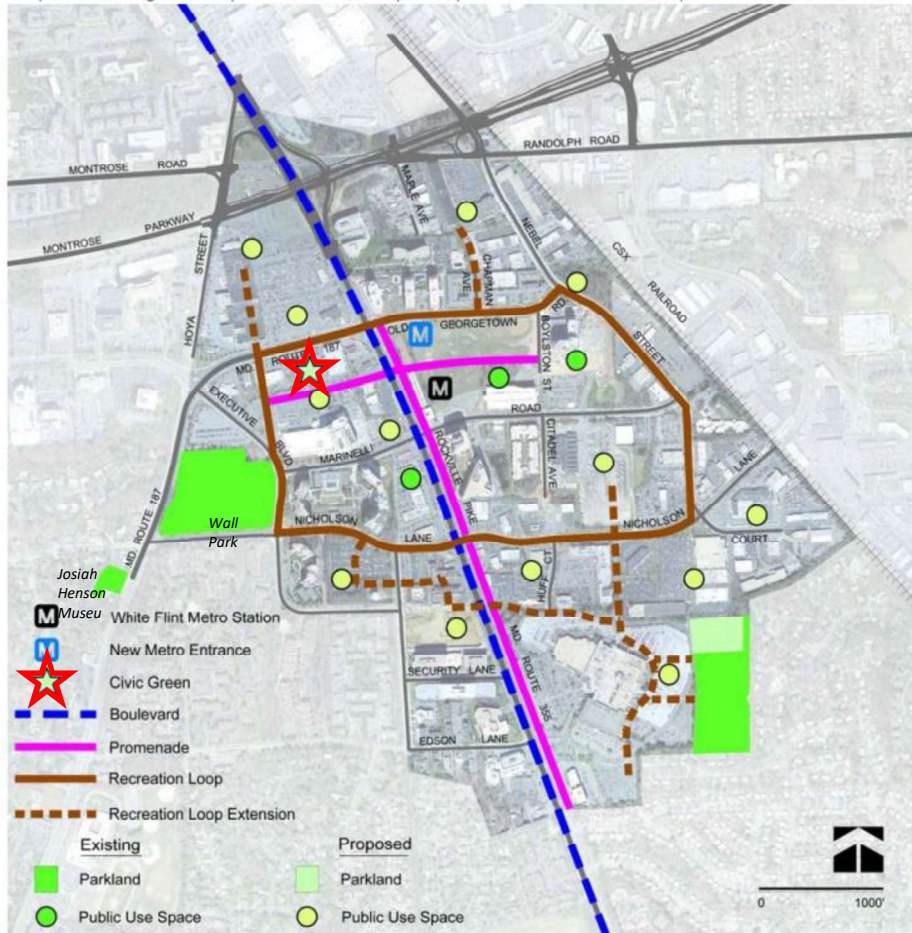 RANDOLPH ROAD
MONTROSE ROAD
MAPLE AVE
NEBEL
MONTROSE PARKWAY
CSX RAILROAD
HOYA STREET
CHAPMAN AVE
OLD GEORGETOWN RD.
STREET
BOYLSTON ST.
MD. ROUTE 187
M
M
EXECUTIVE BLVD
ROAD
MARINELLI
ROCKVILLE PIKE
CITADEL AVE
LANE
MD. ROUTE 187
Wall
Park
NICHOLSON
LANE
NICHOLSON
COURT
HUFF CT
Josiah
Henson
Museu
M White Flint Metro Station
MD. ROUTE 355
M New Metro Entrance
SECURITY LANE
Civic Green
Boulevard
EDSON LANE
Promenade
Recreation Loop
Recreation Loop Extension
Existing Proposed
Parkland Parkland
Public Use Space Public Use Space
0 1000'